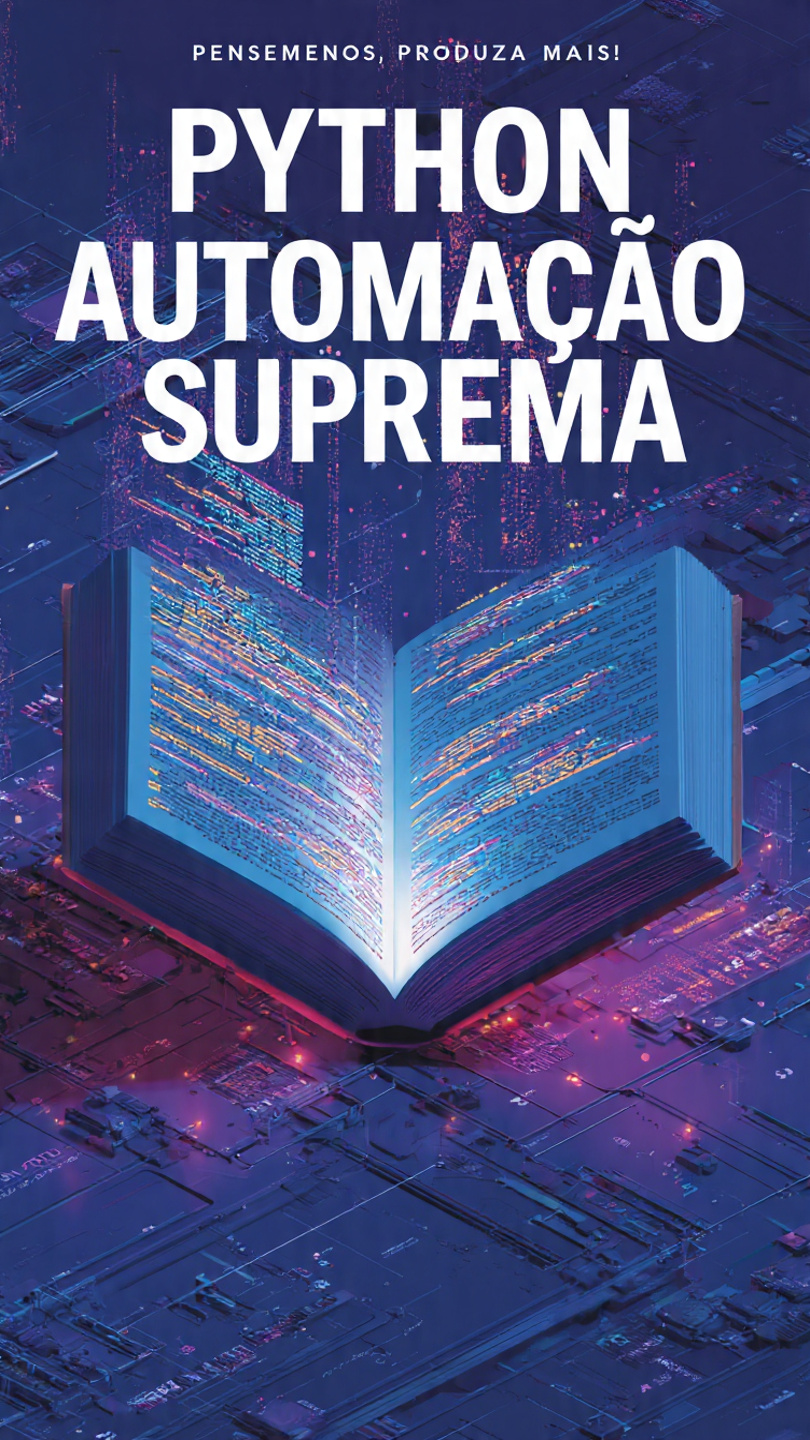 PENSEMENOS, PRODUZA MAIS!
PYTHON
AUTOMAÇÃO
SUPREMA